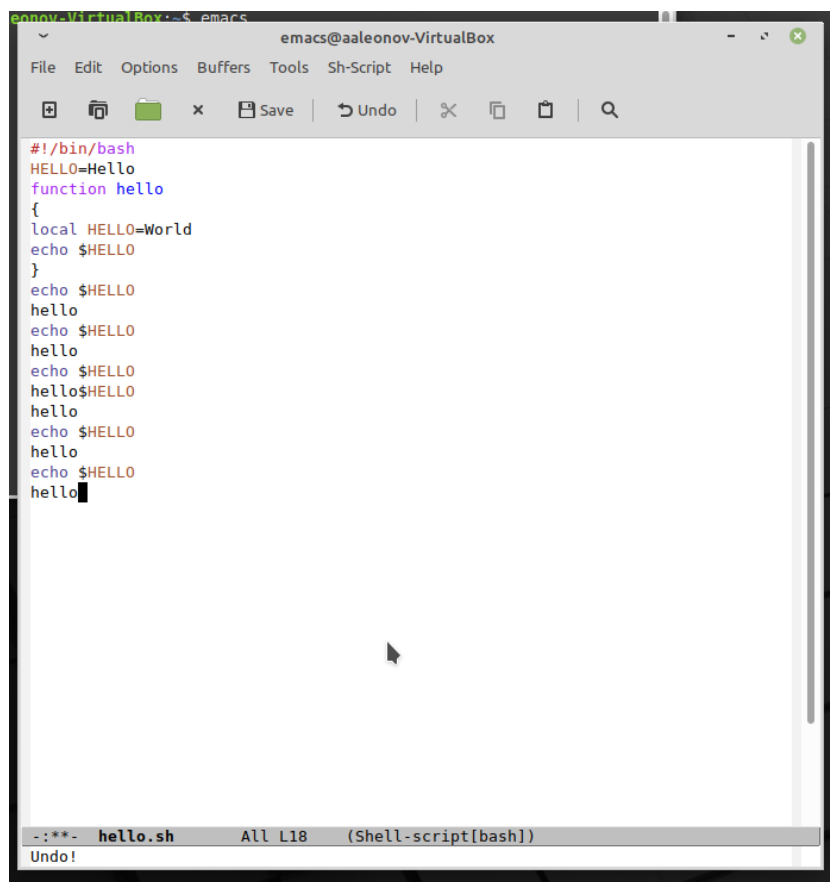 eonov-VirtualBox:~$ emacs
emacs@aaleonov-VirtualBox
File Edit Options Buffers Tools Sh-Script Help
Save Undo
#!/bin/bash
HELLO=Hello
function hello
{
local HELLO=World
echo $HELLO
}
echo $HELLO
hello
echo $HELLO
hello
echo $HELLO
hello$HELLO
hello
echo $HELLO
hello
echo $HELLO
hello
-:**- hello.sh All L18 (Shell-script[bash])
Undo!